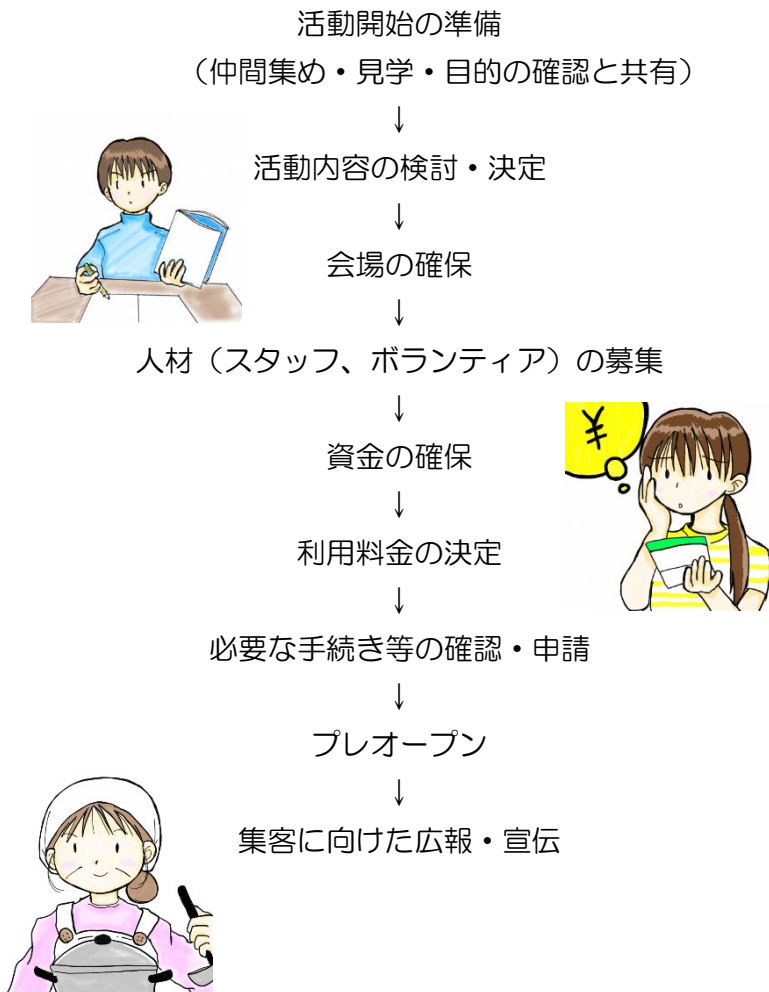 活動開始の準備
（仲間集め・見学・目的の確認と共有）
↓
活動内容の検討・決定
↓
会場の確保
↓
人材（スタッフ、ボランティア）の募集
↓
資金の確保
↓
利用料金の決定
↓
必要な手続き等の確認・申請
↓
プレオープン
↓
集客に向けた広報・宣伝
¥